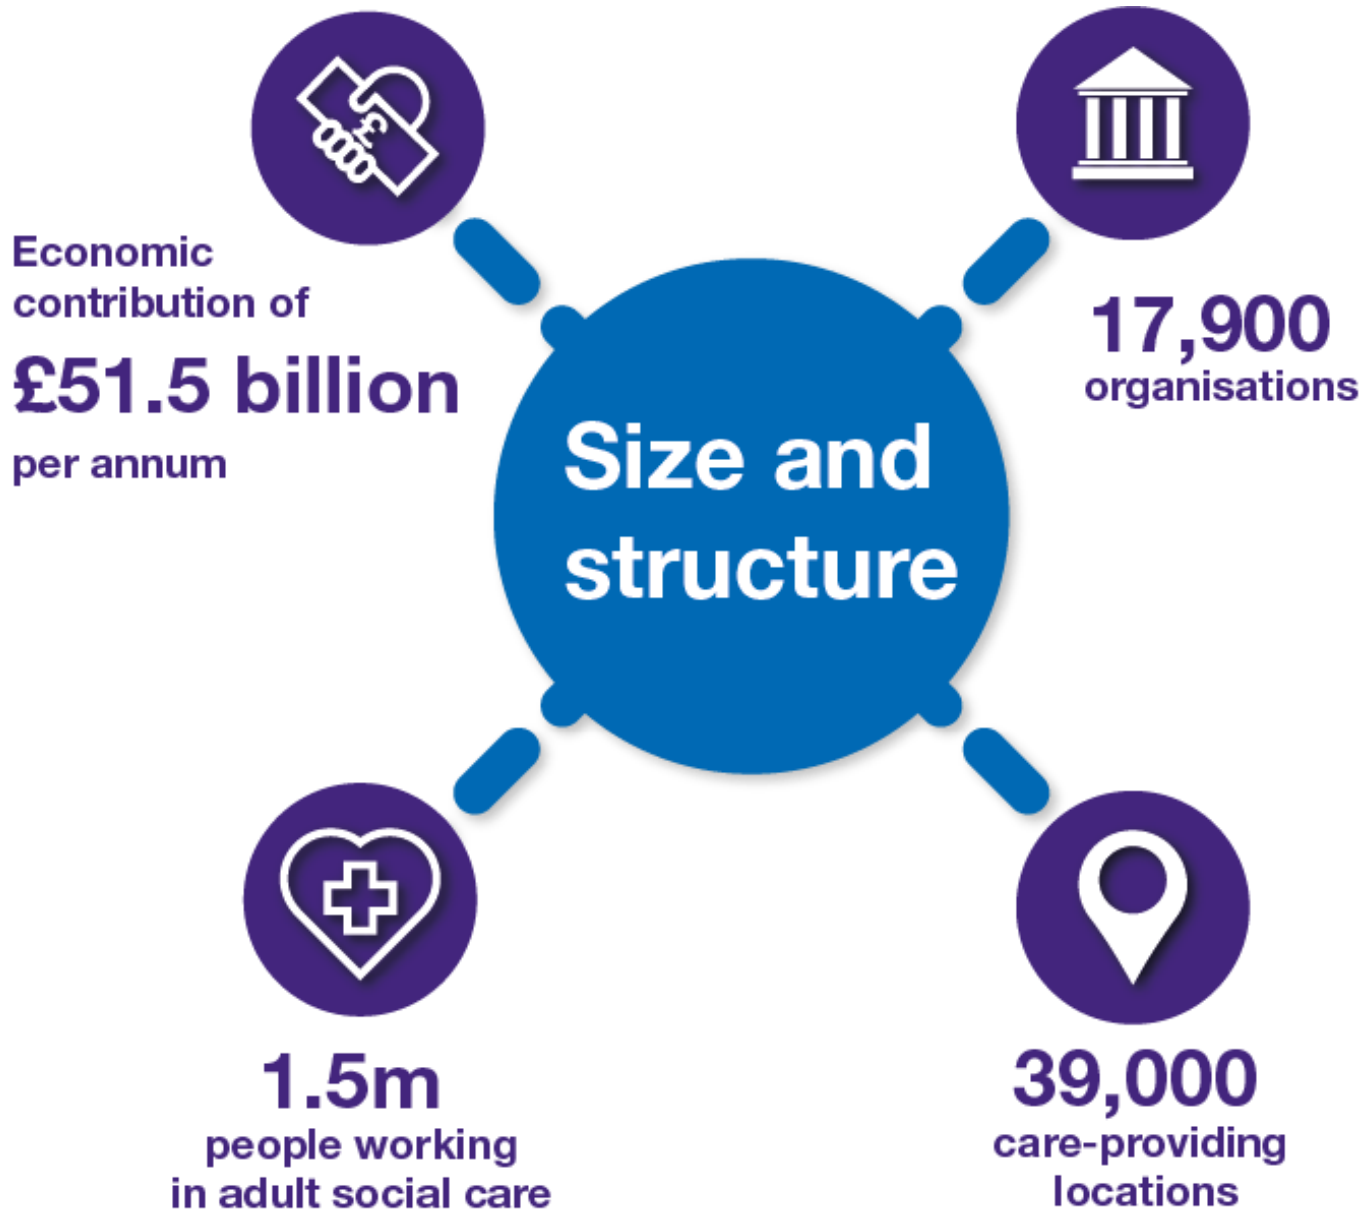 Economic
contribution of
£51.5 billion
per annum
£
17,900
organisations
Size and
structure
1.5m
people working
in adult social care
39,000
care-providing
locations